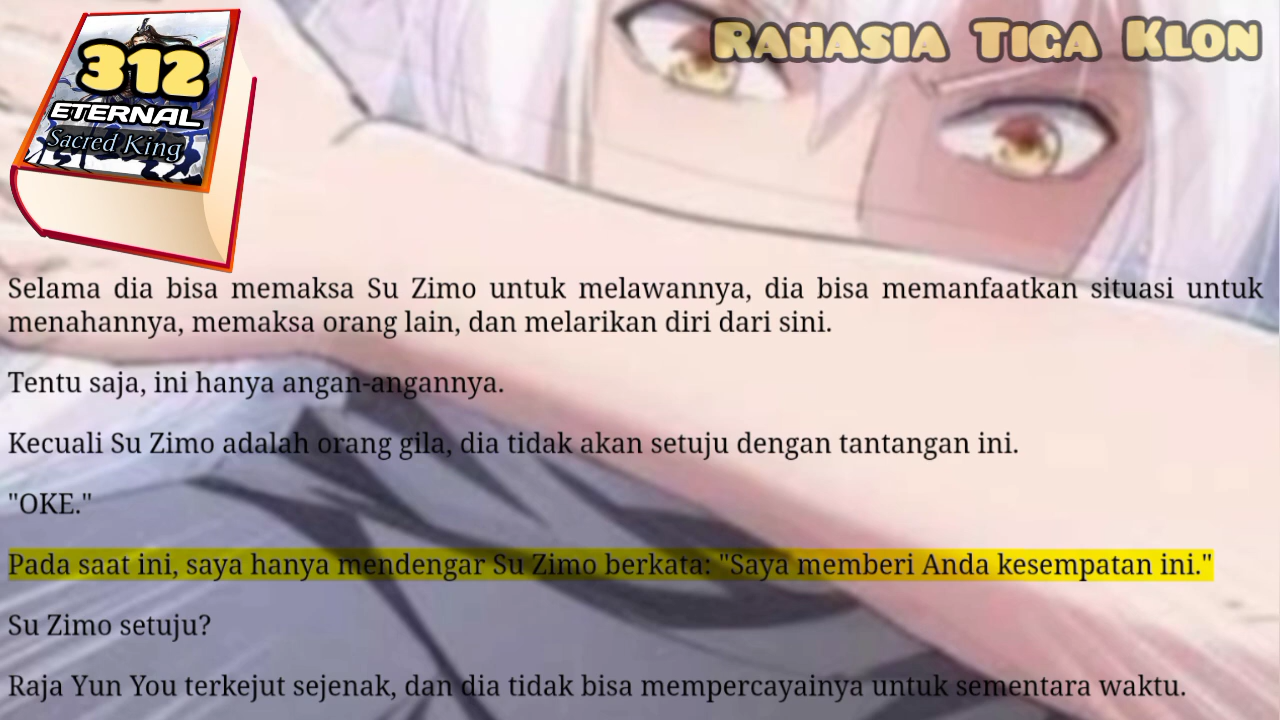 Rahasia Tiga Klon
312
ETERNAL
Sacred King
Selama dia bisa memaksa Su Zimo untuk melawannya, dia bisa memanfaatkan situasi untuk
menahannya, memaksa orang lain, dan melarikan diri dari sini.
Tentu saja, ini hanya angan-angannya.
Kecuali Su Zimo adalah orang gila, dia tidak akan setuju dengan tantangan ini.
"OKE."
Pada saat ini, saya hanya mendengar Su Zimo berkata: "Saya memberi Anda kesempatan ini."
Su Zimo setuju?
Raja Yun You terkejut sejenak, dan dia tidak bisa mempercayainya untuk sementara waktu.